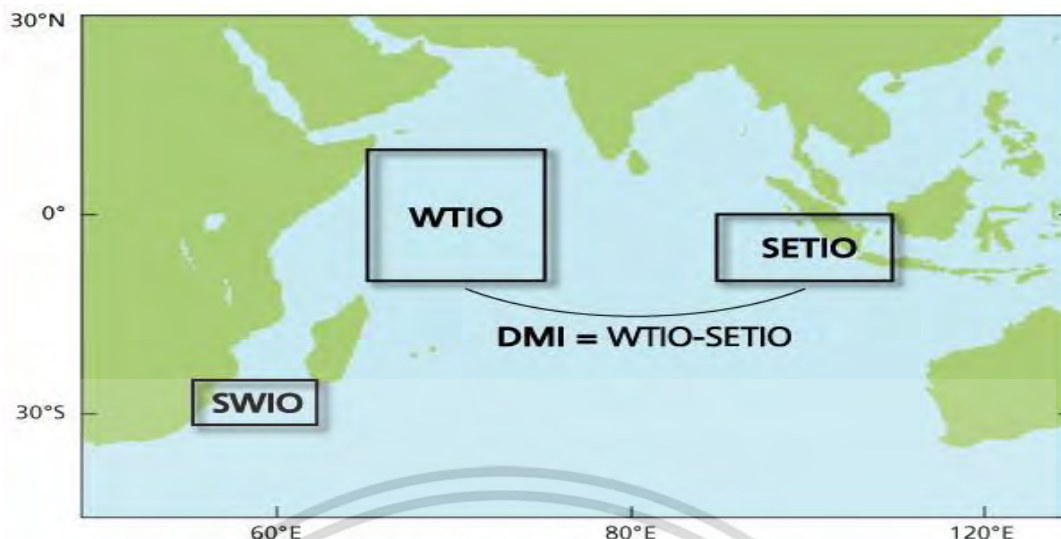 30°N
WTIO
0°
SETIO
DMI = WTIO-SETIO
SWIO
30°S
60°E 80°E 120°E